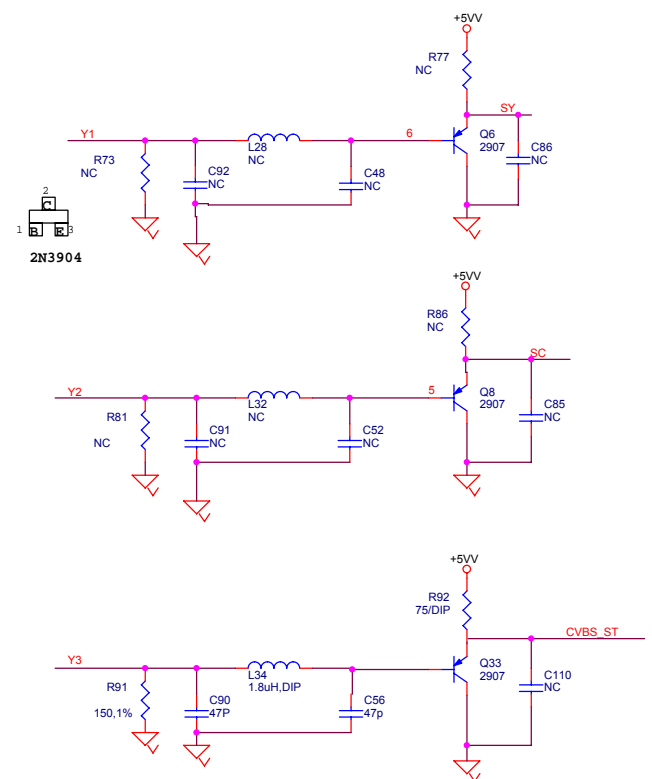 +5VV
R77
NC
SY
Y1
6
Q6
2907
C86
NC
R73
NC
L28
NC
C92
NC
C48
NC
2
C
1
B
E
3
2N3904
+5VV
R86
NC
SC
Y2
5
Q8
2907
C85
NC
R81
NC
L32
NC
C91
NC
C52
NC
+5VV
R92
75/DIP
CVBS_ST
Y3
Q33
2907
C110
NC
R91
150,1%
L34
1.8uH,DIP
C90
47P
C56
47p